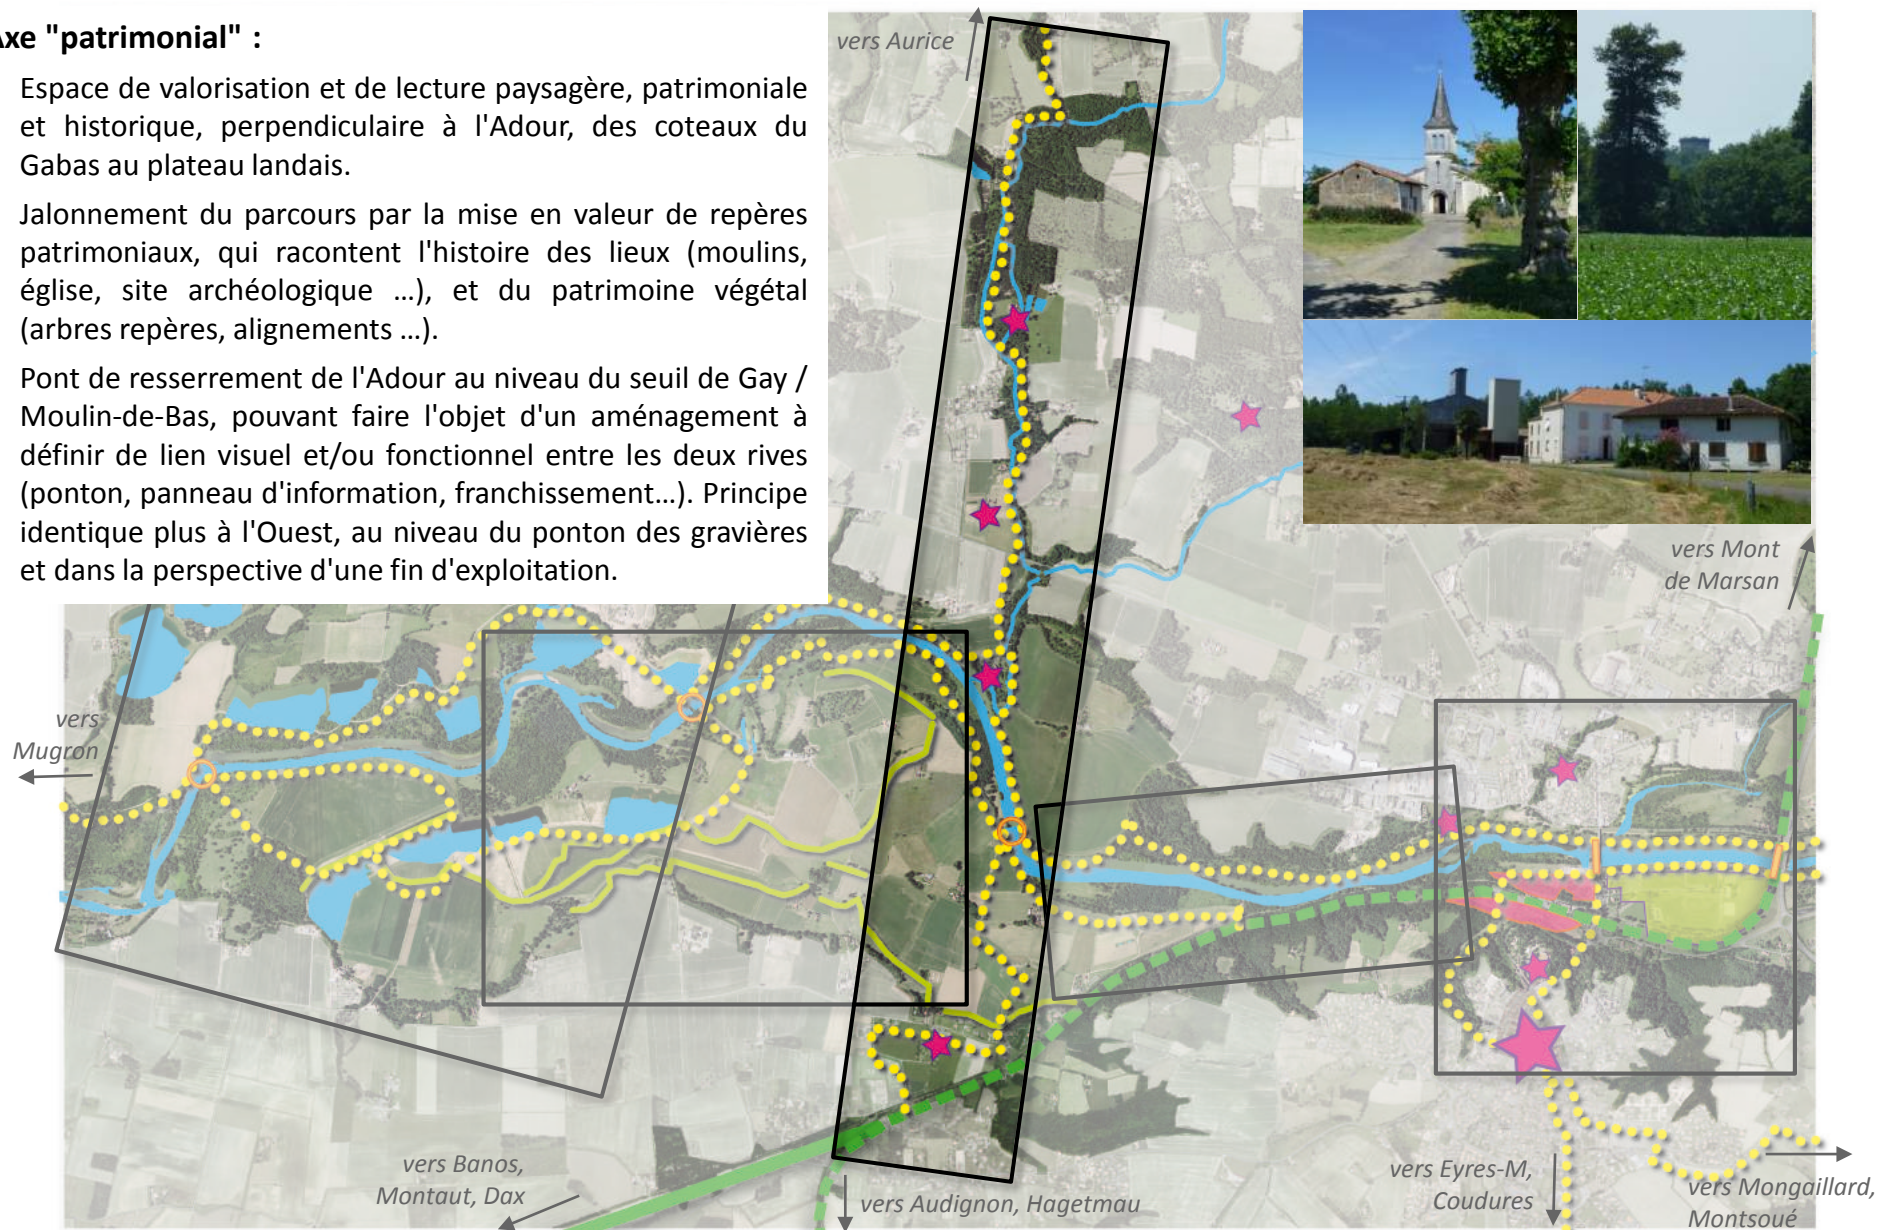 Axe "patrimonial" :
Espace de valorisation et de lecture paysagère, patrimoniale
et historique, perpendiculaire à l'Adour, des coteaux du
Gabas au plateau landais.
Jalonnement du parcours par la mise en valeur de repères
patrimoniaux, qui racontent l'histoire des lieux (moulins,
église, site archéologique ...), et du patrimoine végétal
(arbres repères, alignements ...).
Pont de resserrement de l'Adour au niveau du seuil de Gay /
Moulin-de-Bas, pouvant faire l'objet d'un aménagement à
définir de lien visuel et/ou fonctionnel entre les deux rives
(ponton, panneau d'information, franchissement...). Principe
identique plus à l'Ouest, au niveau du ponton des gravières
et dans la perspective d'une fin d'exploitation.
vers Aurice
vers Mont
de Marsan
vers
Mugron
vers Banos,
Montaut, Dax
vers Audignon, Hagetmau
vers Eyres-M,
Coudures
vers Mongaillard,
Montsoué